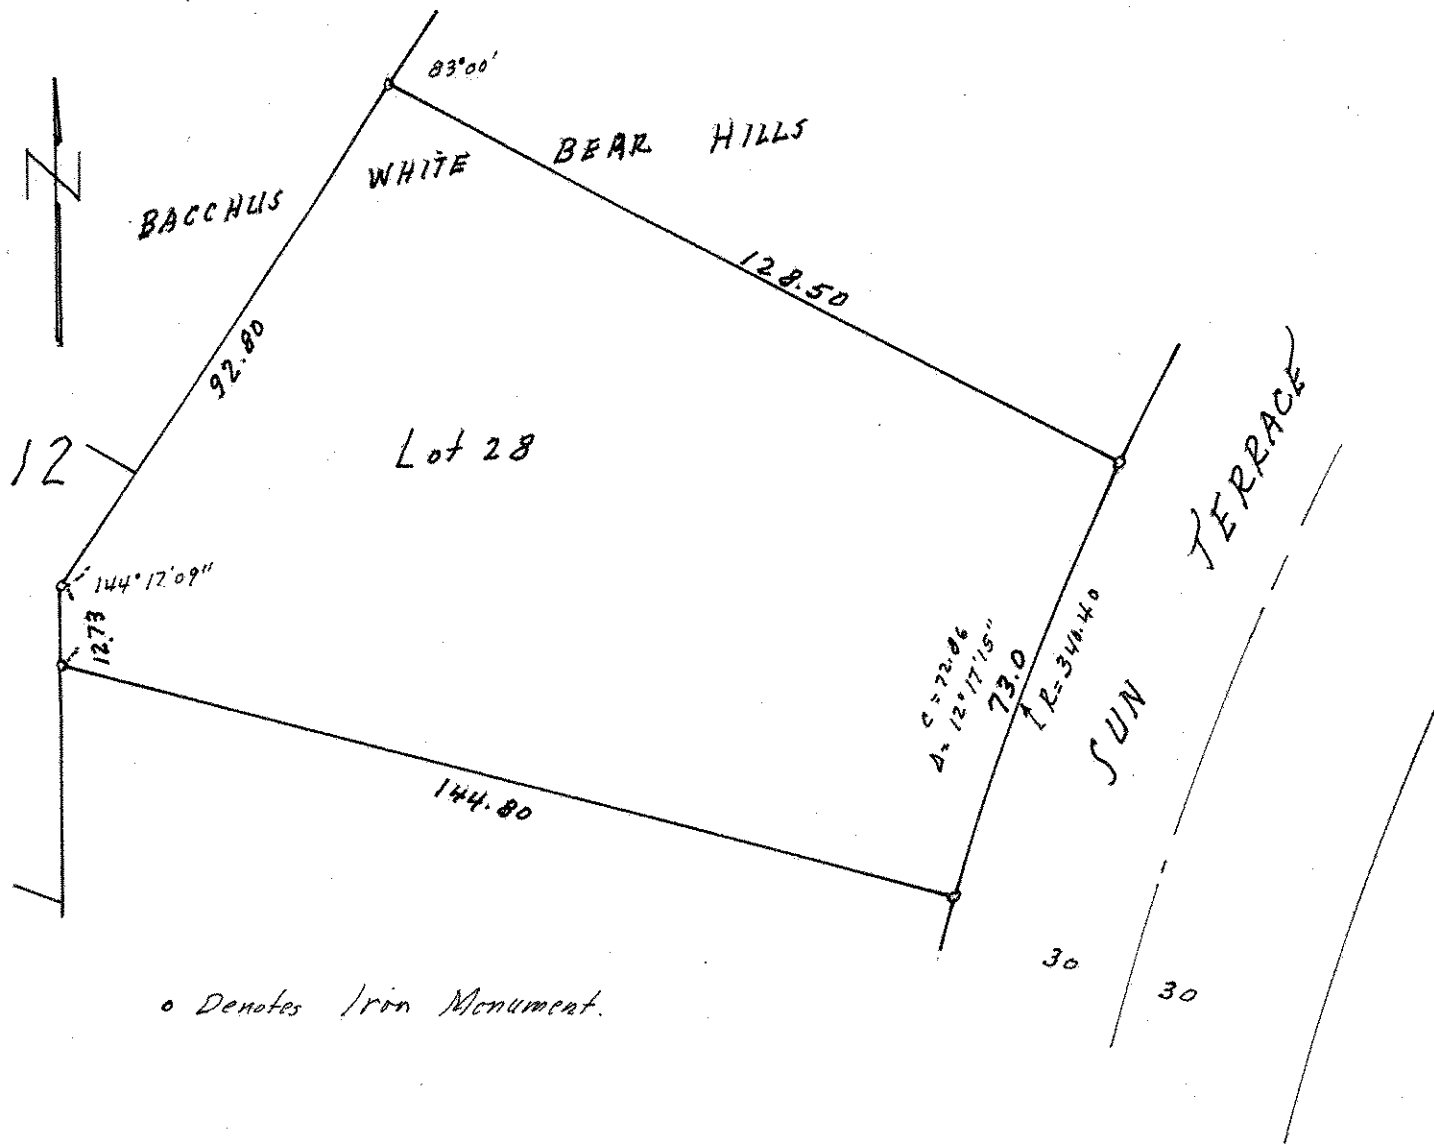 83°00'
N
BACCHUS WHITE BEAR HILLS
128.50
92.80
TERRACE
12
Lot 28
144°17'09"
12.73
C = 72.86
Δ = 12°17'15"
73.0
R = 340.40
SUN
144.80
30
30
o Denotes Iron Monument.